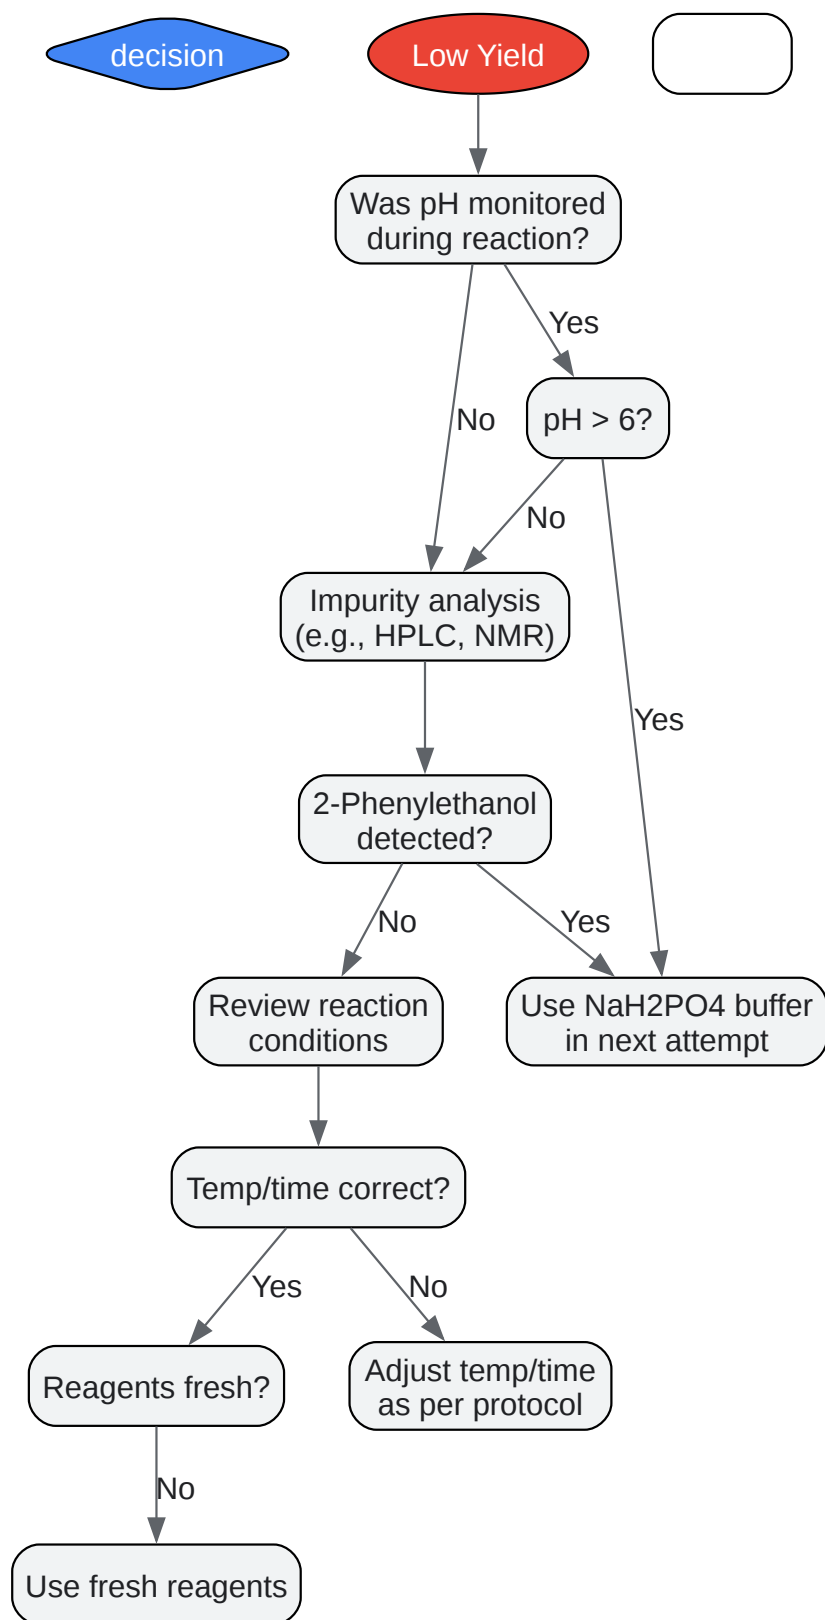 decision
Low Yield
Was pH monitored
during reaction?
Yes
No
pH > 6?
No
Impurity analysis
(e.g., HPLC, NMR)
Yes
2-Phenylethanol
detected?
No
Yes
Review reaction
conditions
Use NaH2PO4 buffer
in next attempt
Temp/time correct?
Yes
No
Reagents fresh?
Adjust temp/time
as per protocol
No
Use fresh reagents